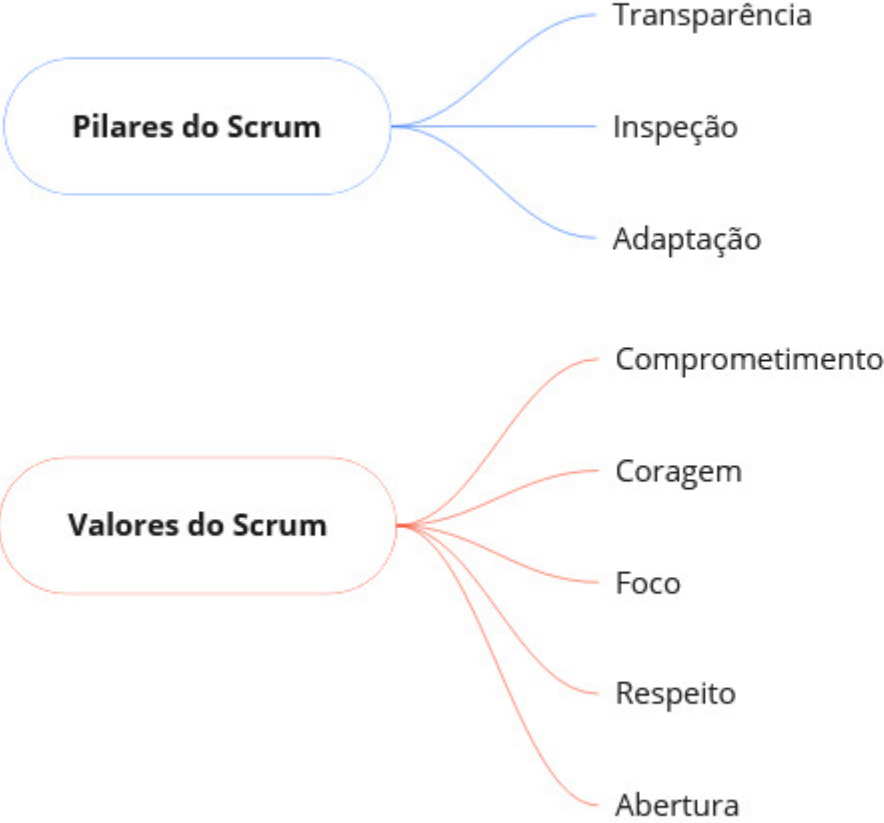 Pilares do Scrum
Transparência
Inspeção
Adaptação
Valores do Scrum
Comprometimento
Coragem
Foco
Respeito
Abertura